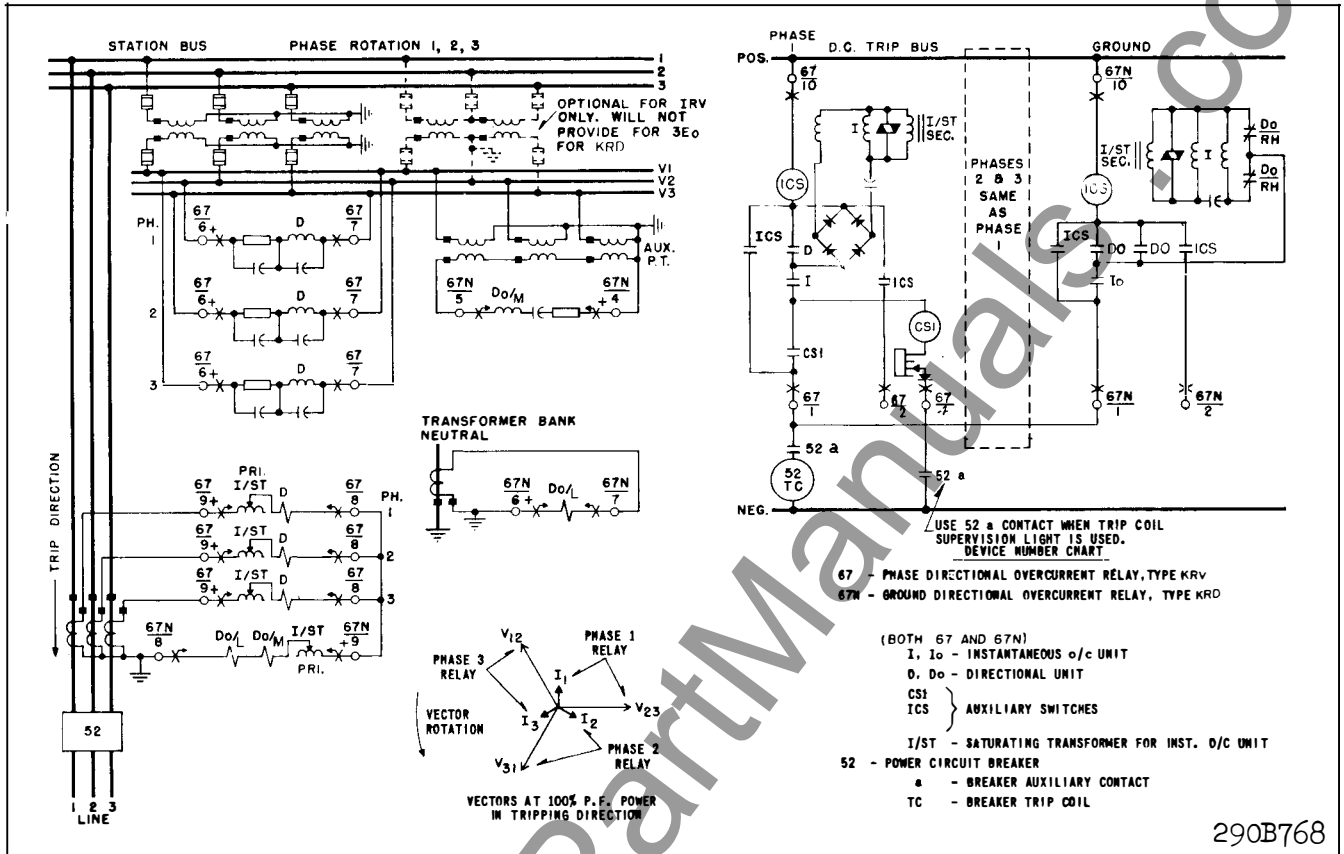 STATION BUS
PHASE ROTATION 1, 2, 3
1
2
3
OPTIONAL FOR IRV
ONLY. WILL NOT
PROVIDE FOR 3Eo
FOR KRD
V1
V2
V3
PH.
1
67
6+
D
67
7
2
67
6+
D
67
7
3
67
6+
D
67
7
AUX.
P.T.
67N
5
Do/M
67N
+ 4
TRANSFORMER BANK
NEUTRAL
67N
6+
Do/L
67N
7
TRIP DIRECTION
PRI.
I/ST
67
9+
D
67
8
PH.
1
67
9+
I/ST
D
67
8
2
67
9+
I/ST
D
67
8
3
67N
8
Do/L
Do/M
I/ST
PRI.
67N
+9
52
1 2 3
LINE
V12
PHASE 1
RELAY
PHASE 3
RELAY
I1
I3
I2
V23
VECTOR
ROTATION
V31
PHASE 2
RELAY
VECTORS AT 100% P.F. POWER
IN TRIPPING DIRECTION
PHASE
1
D.C. TRIP BUS
GROUND
POS.
67
10
I
I/ST
SEC.
ICS
ICS
D
I
ICS
CS1
CS1
67
1
67
2
67
52 a
52
TC
52 a
NEG.
PHASES
2 & 3
SAME
AS
PHASE
1
67N
10
I/ST
SEC.
I
Do
RH
Do
RH
ICS
ICS
DO
DO
ICS
Io
67N
1
67N
2
USE 52 a CONTACT WHEN TRIP COIL
SUPERVISION LIGHT IS USED.
DEVICE NUMBER CHART
67 - PHASE DIRECTIONAL OVERCURRENT RELAY, TYPE KRV
67N - GROUND DIRECTIONAL OVERCURRENT RELAY, TYPE KRD
(BOTH 67 AND 67N)
I, Io - INSTANTANEOUS o/c UNIT
D, Do - DIRECTIONAL UNIT
CS1
ICS } AUXILIARY SWITCHES
I/ST - SATURATING TRANSFORMER FOR INST. O/C UNIT
52 - POWER CIRCUIT BREAKER
a - BREAKER AUXILIARY CONTACT
TC - BREAKER TRIP COIL
290B768
PartManuals.co